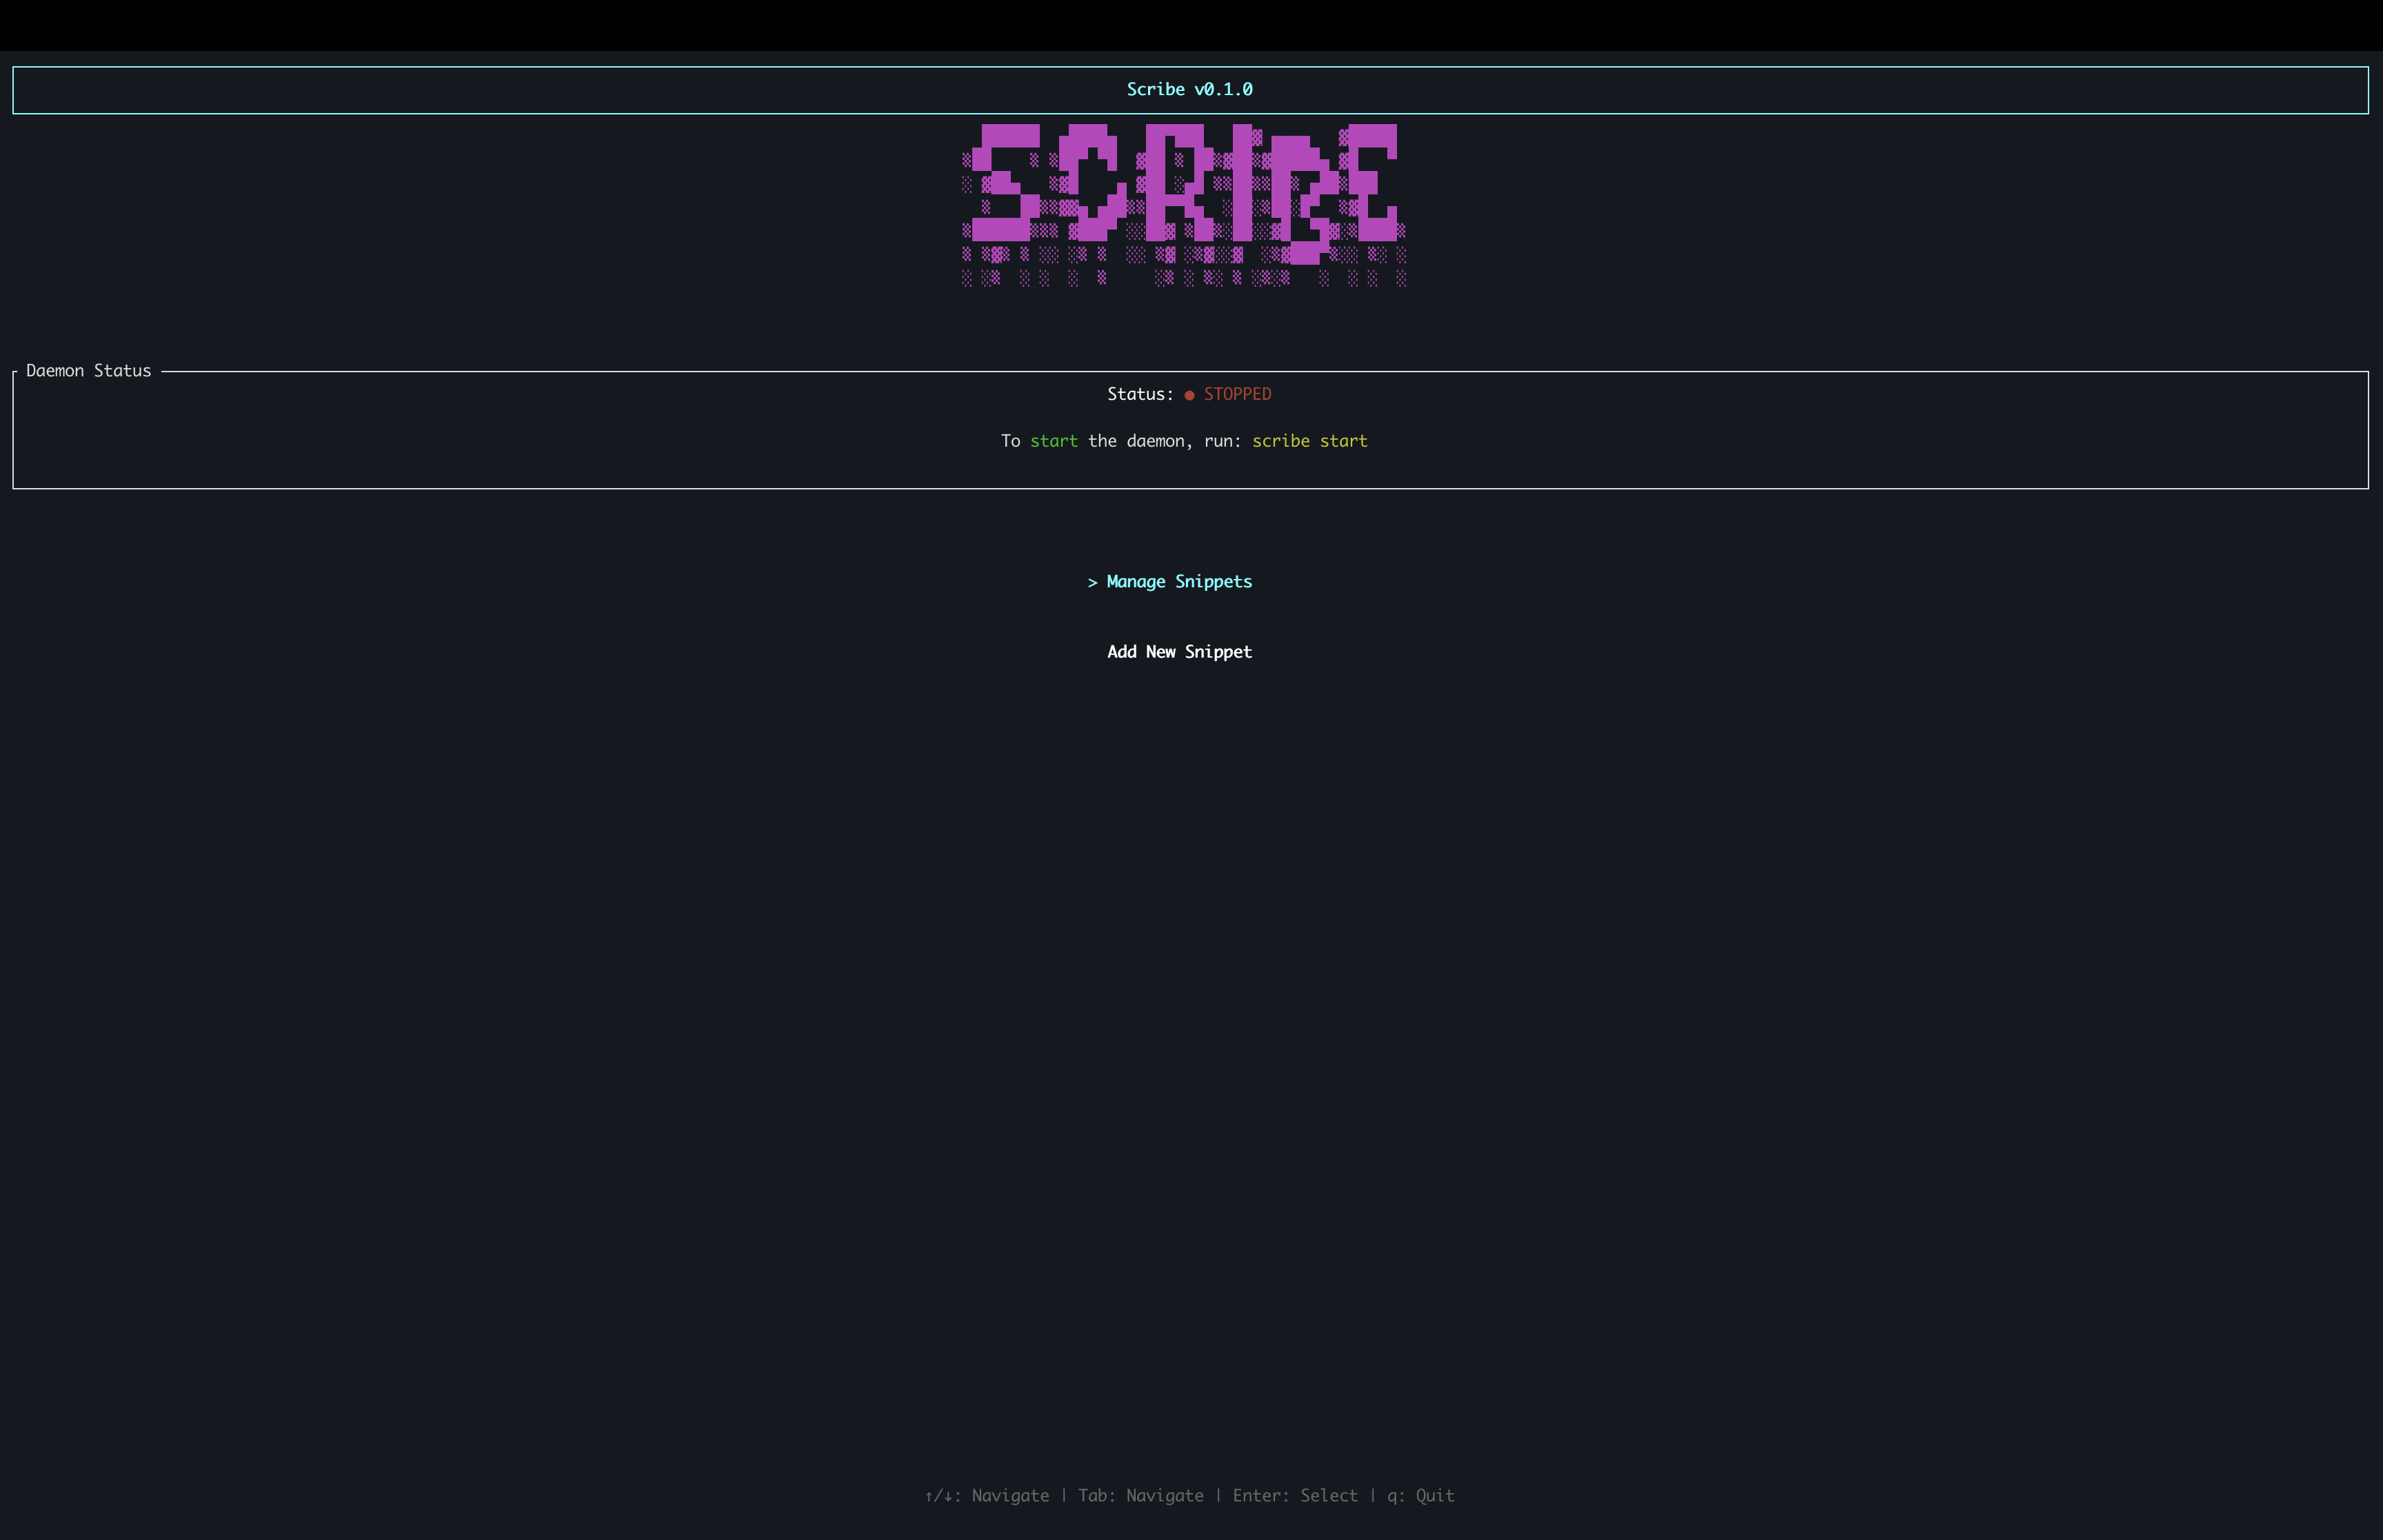 Scribe v0.1.0
SCRIBE
Daemon Status
Status: ● STOPPED
To start the daemon, run: scribe start
> Manage Snippets
Add New Snippet
↑/↓: Navigate | Tab: Navigate | Enter: Select | q: Quit